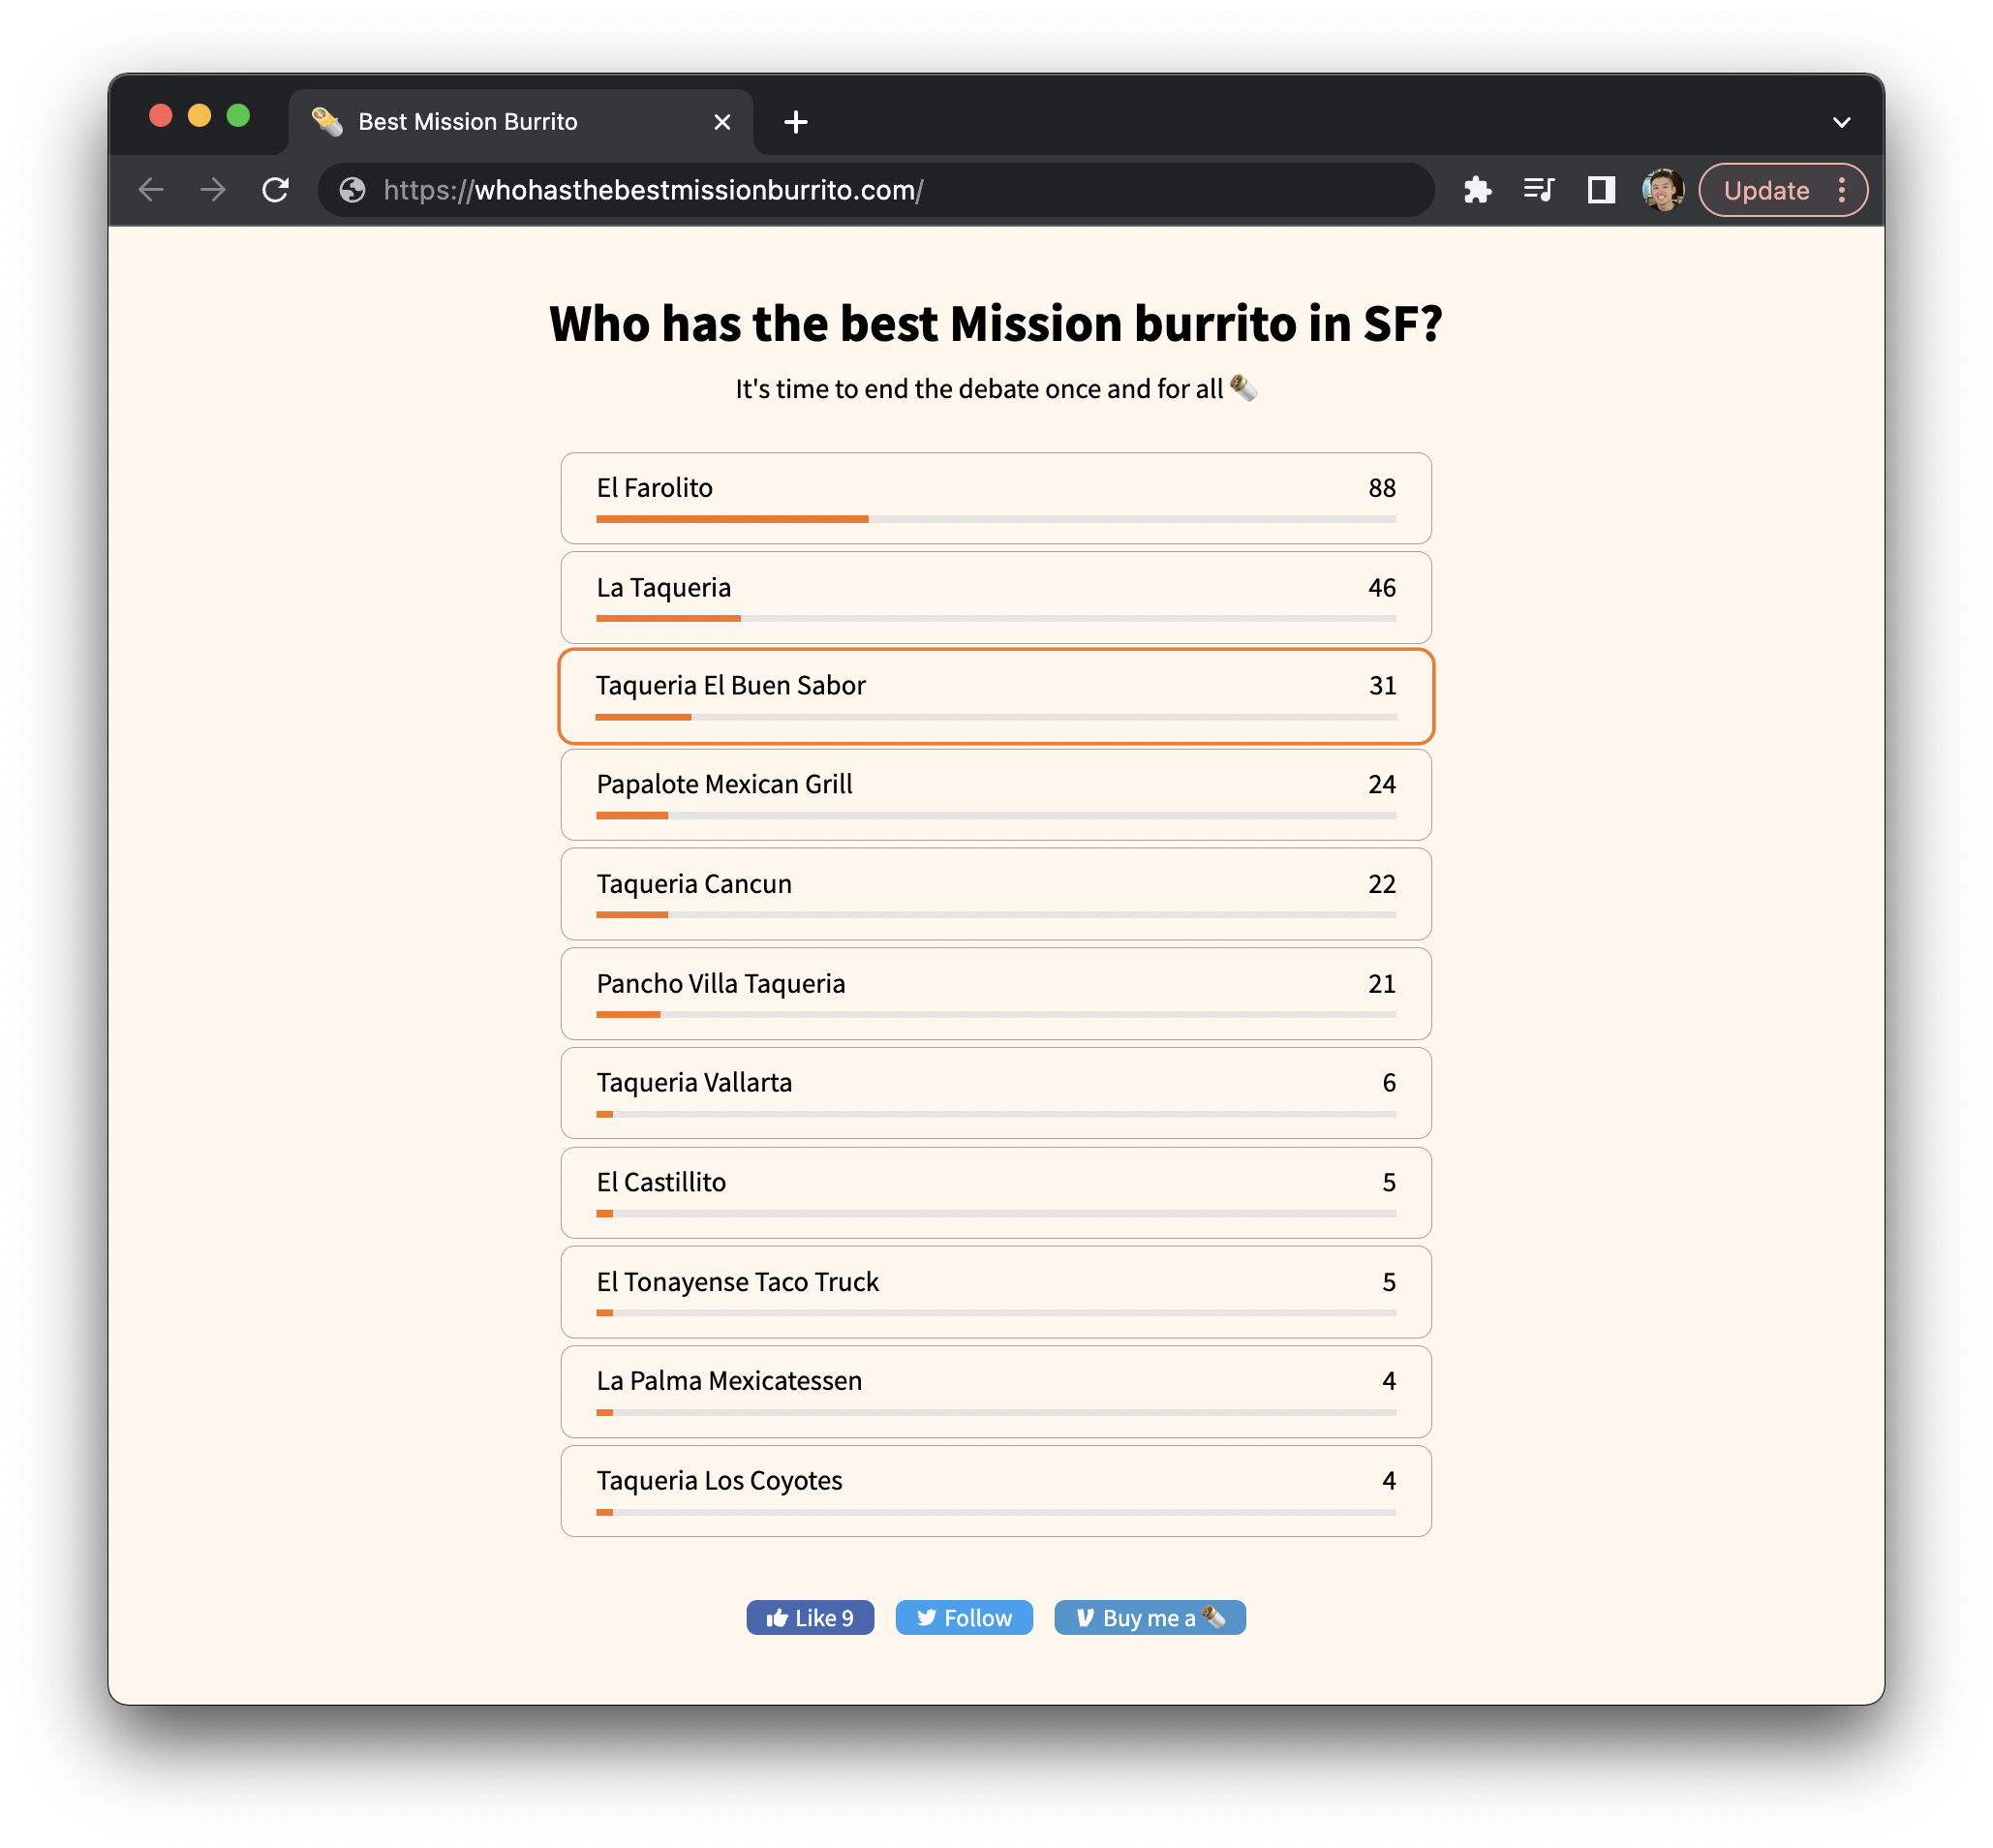 Best Mission Burrito
https://whohasthebestmissionburrito.com/
Update
Who has the best Mission burrito in SF?
It's time to end the debate once and for all 🌯
El Farolito 88
La Taqueria 46
Taqueria El Buen Sabor 31
Papalote Mexican Grill 24
Taqueria Cancun 22
Pancho Villa Taqueria 21
Taqueria Vallarta 6
El Castillito 5
El Tonayense Taco Truck 5
La Palma Mexicatessen 4
Taqueria Los Coyotes 4
Like 9 Follow Buy me a 🌯